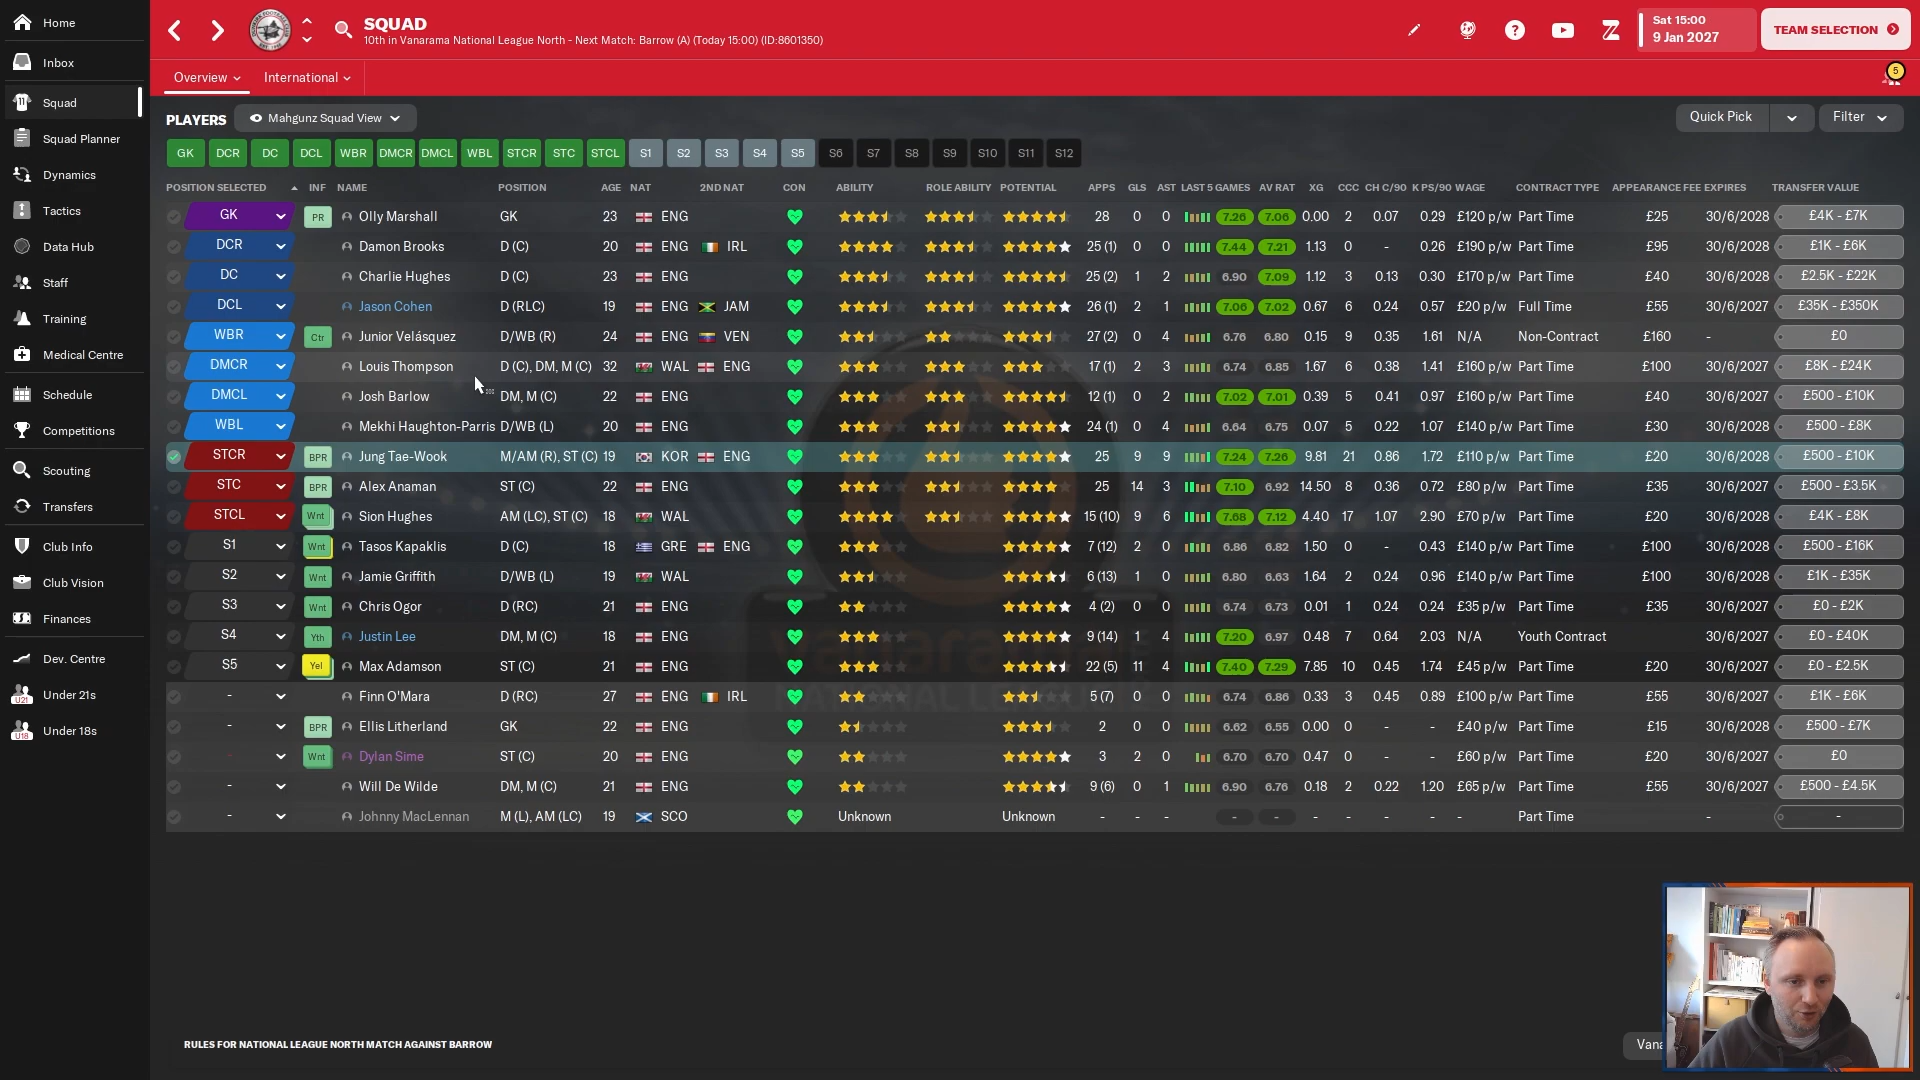 Home
Inbox
Squad
Squad Planner
Dynamics
Tactics
Data Hub
Staff
Training
Medical Centre
Schedule
Competitions
Scouting
Transfers
Club Info
Club Vision
Finances
Dev. Centre
Under 21s
Under 18s
SQUAD
10th in Vanarama National League North - Next Match: Barrow (A) (Today 15:00) (ID:8601350)
Sat 15:00
9 Jan 2027
TEAM SELECTION
Overview International
5
PLAYERS Mahgunz Squad View Quick Pick Filter
GK DCR DC DCL WBR DMCR DMCL WBL STCR STC STCL S1 S2 S3 S4 S5 S6 S7 S8 S9 S10 S11 S12
POSITION SELECTED INF NAME POSITION AGE NAT 2ND NAT CON ABILITY ROLE ABILITY POTENTIAL APPS GLS AST LAST 5 GAMES AV RAT XG CCC CH C/90 K PS/90 WAGE CONTRACT TYPE APPEARANCE FEE EXPIRES TRANSFER VALUE
GK PR Olly Marshall GK 23 ENG 28 0 0 7.26 7.06 0.00 2 0.07 0.29 £120 p/w Part Time £25 30/6/2028 £4K - £7K
DCR Damon Brooks D (C) 20 ENG IRL 25 (1) 0 0 7.44 7.21 1.13 0 - 0.26 £190 p/w Part Time £95 30/6/2028 £1K - £6K
DC Charlie Hughes D (C) 23 ENG 25 (2) 1 2 6.90 7.09 1.12 3 0.13 0.30 £170 p/w Part Time £40 30/6/2028 £2.5K - £22K
DCL Jason Cohen D (RLC) 19 ENG JAM 26 (1) 2 1 7.06 7.02 0.67 6 0.24 0.57 £20 p/w Full Time £55 30/6/2028 £35K - £350K
WBR Ctr Junior Velásquez D/WB (R) 24 ENG VEN 27 (2) 0 4 6.76 6.80 0.15 9 0.35 1.61 N/A Non-Contract £160 - £0
DMCR Louis Thompson D (C), DM, M (C) 32 WAL ENG 17 (1) 2 3 6.74 6.85 1.67 6 0.38 1.41 £160 p/w Part Time £100 30/6/2027 £8K - £24K
DMCL Josh Barlow DM, M (C) 22 ENG 12 (1) 0 2 7.02 7.01 0.39 5 0.41 0.97 £160 p/w Part Time £40 30/6/2027 £500 - £10K
WBL Mekhi Haughton-Parris D/WB (L) 20 ENG 24 (1) 0 4 6.64 6.75 0.07 5 0.22 1.07 £140 p/w Part Time £30 30/6/2028 £500 - £8K
STCR BPR Jung Tae-Wook M/AM (R), ST (C) 19 KOR ENG 25 9 9 7.24 7.26 9.81 21 0.86 1.72 £110 p/w Part Time £20 30/6/2028 £500 - £10K
STC BPR Alex Anaman ST (C) 22 ENG 25 14 3 7.10 6.92 14.50 8 0.36 0.72 £80 p/w Part Time £35 30/6/2027 £500 - £3.5K
STCL Wnt Sion Hughes AM (LC), ST (C) 18 WAL 15 (10) 9 6 7.68 7.12 4.40 17 1.07 2.90 £70 p/w Part Time £20 30/6/2028 £4K - £8K
S1 Wnt Tasos Kapaklis D (C) 18 GRE ENG 7 (12) 2 0 6.86 6.82 1.50 0 - 0.43 £140 p/w Part Time £100 30/6/2028 £500 - £16K
S2 Wnt Jamie Griffith D/WB (L) 19 WAL 6 (13) 1 0 6.80 6.63 1.64 2 0.24 0.96 £140 p/w Part Time £100 30/6/2028 £1K - £35K
S3 Wnt Chris Ogor D (RC) 21 ENG 4 (2) 0 0 6.74 6.73 0.01 1 0.24 0.24 £35 p/w Part Time £35 30/6/2027 £0 - £2K
S4 Yth Justin Lee DM, M (C) 18 ENG 9 (14) 1 4 7.20 6.97 0.48 7 0.64 2.03 N/A Youth Contract 30/6/2028 £0 - £40K
S5 Yel Max Adamson ST (C) 21 ENG 22 (5) 11 4 7.40 7.29 7.85 10 0.45 1.74 £45 p/w Part Time £20 30/6/2027 £0 - £2.5K
- Finn O'Mara D (RC) 27 ENG IRL 5 (7) 0 0 6.74 6.86 0.33 3 0.45 0.89 £100 p/w Part Time £55 30/6/2027 £1K - £6K
- BPR Ellis Litherland GK 22 ENG 2 0 0 6.62 6.55 0.00 0 - - £40 p/w Part Time £15 30/6/2028 £500 - £7K
- Wnt Dylan Sime ST (C) 20 ENG 3 2 0 6.70 6.70 0.47 0 - - £60 p/w Part Time £20 30/6/2027 £0
- Will De Wilde DM, M (C) 21 ENG 9 (6) 0 1 6.90 6.76 0.18 2 0.22 1.20 £65 p/w Part Time £55 30/6/2027 £500 - £4.5K
- Johnny MacLennan M (L), AM (LC) 19 SCO Unknown Unknown - - - - - - - - - - Part Time - -
vanarama
NATIONAL LEAGUE
RULES FOR NATIONAL LEAGUE NORTH MATCH AGAINST BARROW